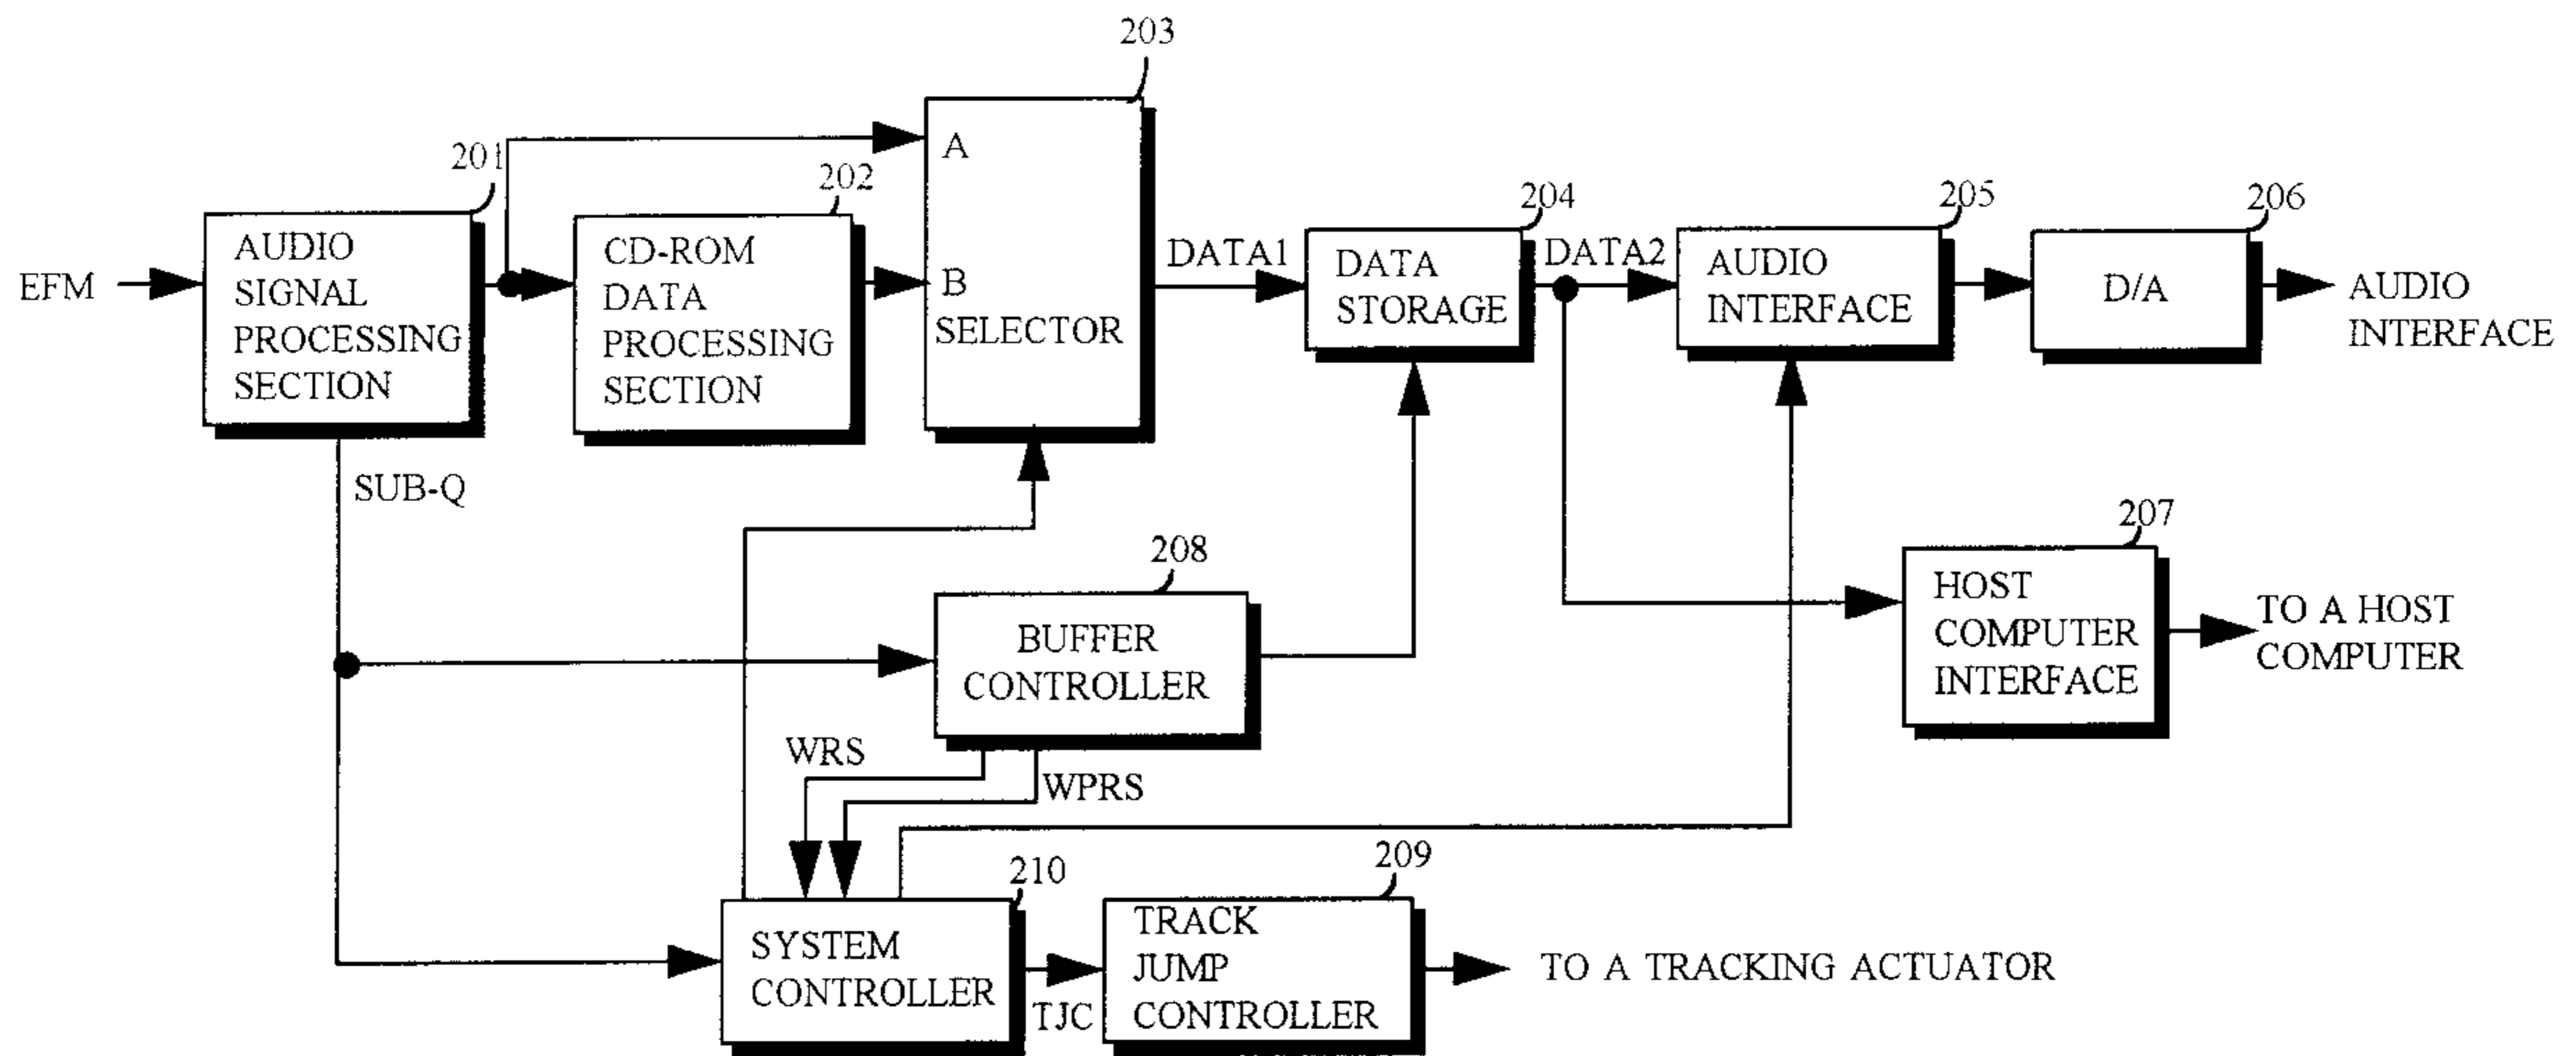 203
201
202
204
205
206
A
AUDIO
SIGNAL
PROCESSING
SECTION
CD-ROM
DATA
PROCESSING
SECTION
B
SELECTOR
EFM
DATA1
DATA
STORAGE
DATA2
AUDIO
INTERFACE
D/A
AUDIO
INTERFACE
SUB-Q
207
208
HOST
COMPUTER
INTERFACE
TO A HOST
COMPUTER
BUFFER
CONTROLLER
WRS
WPRS
210
209
SYSTEM
CONTROLLER
TJC
TRACK
JUMP
CONTROLLER
TO A TRACKING ACTUATOR